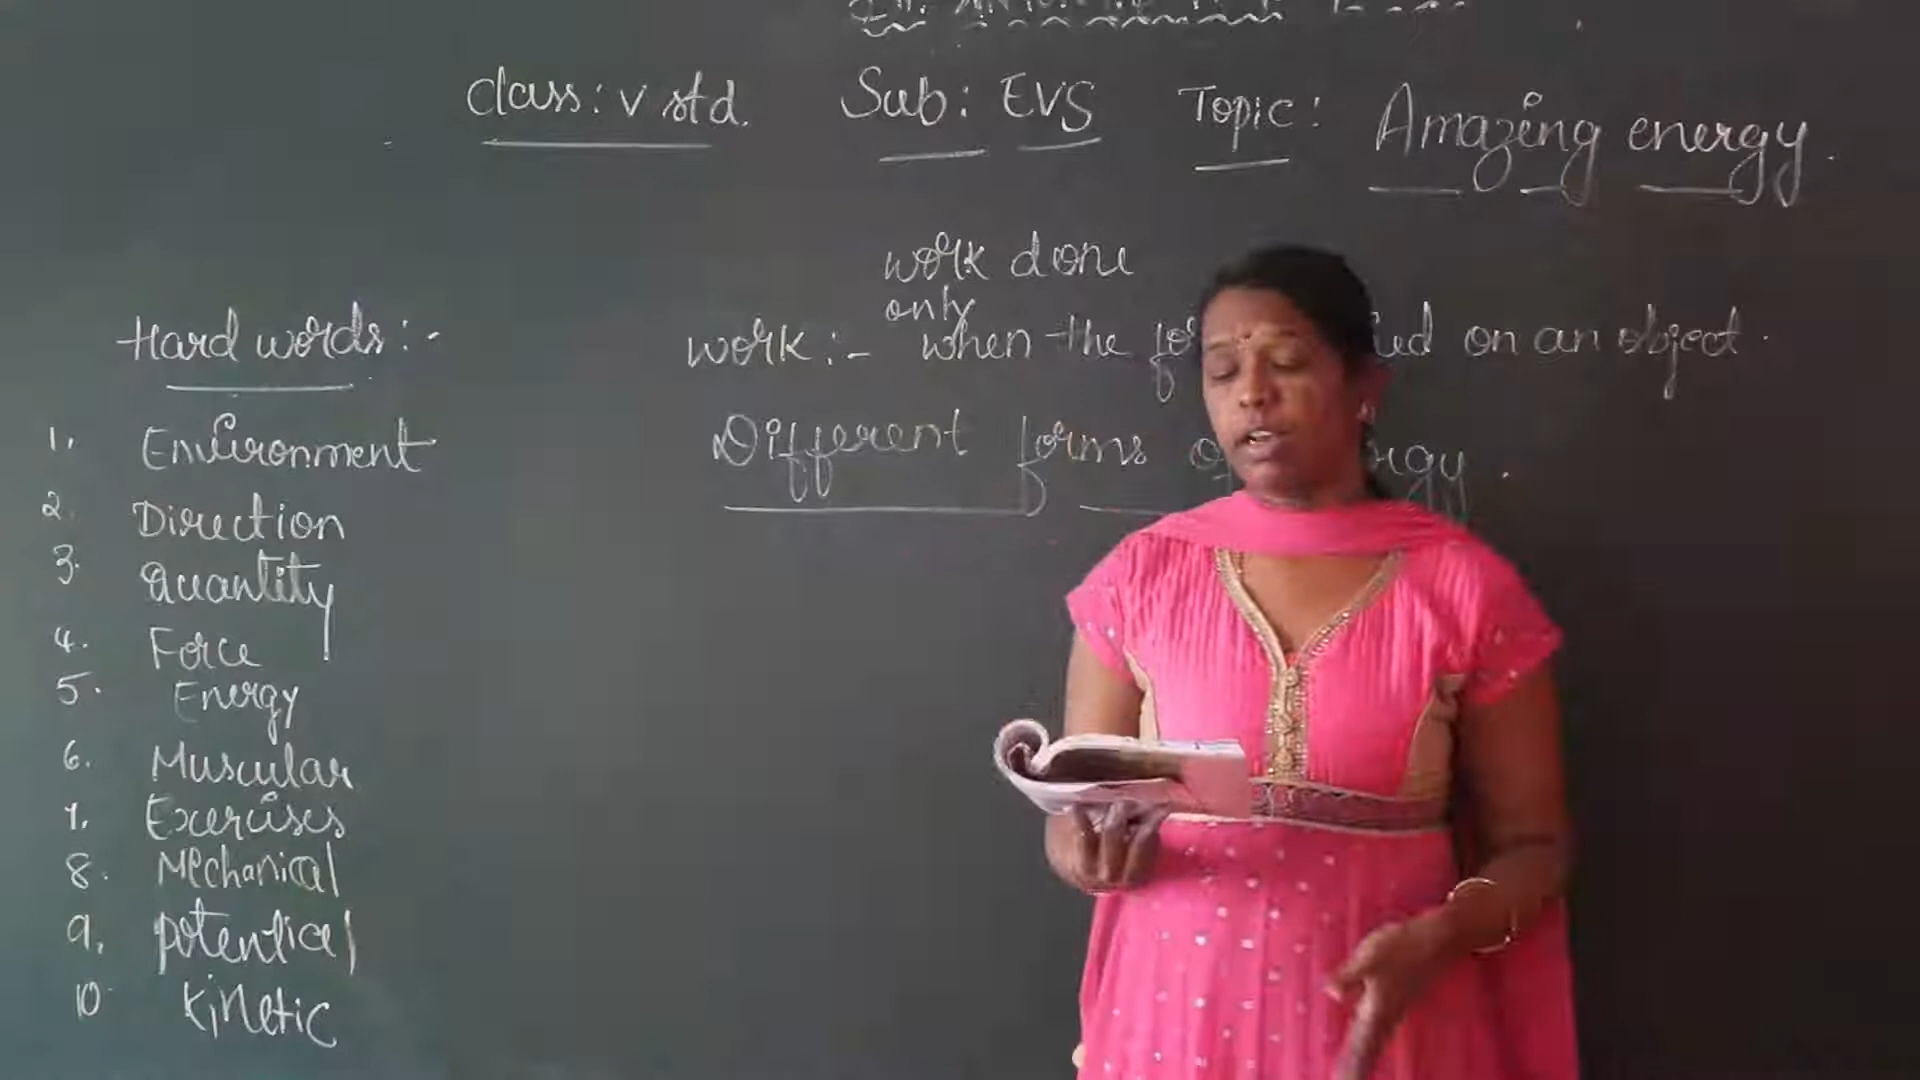 Class: V std. Sub: EVS Topic: Amazing energy.
work done
only
work :- when the on an object.
Different forms
Hard words :-
1. Environment
2. Direction
3. Quantity
4. Force
5. Energy
6. Muscular
7. Exercises
8. Mechanical
9. potential
10 kinetic